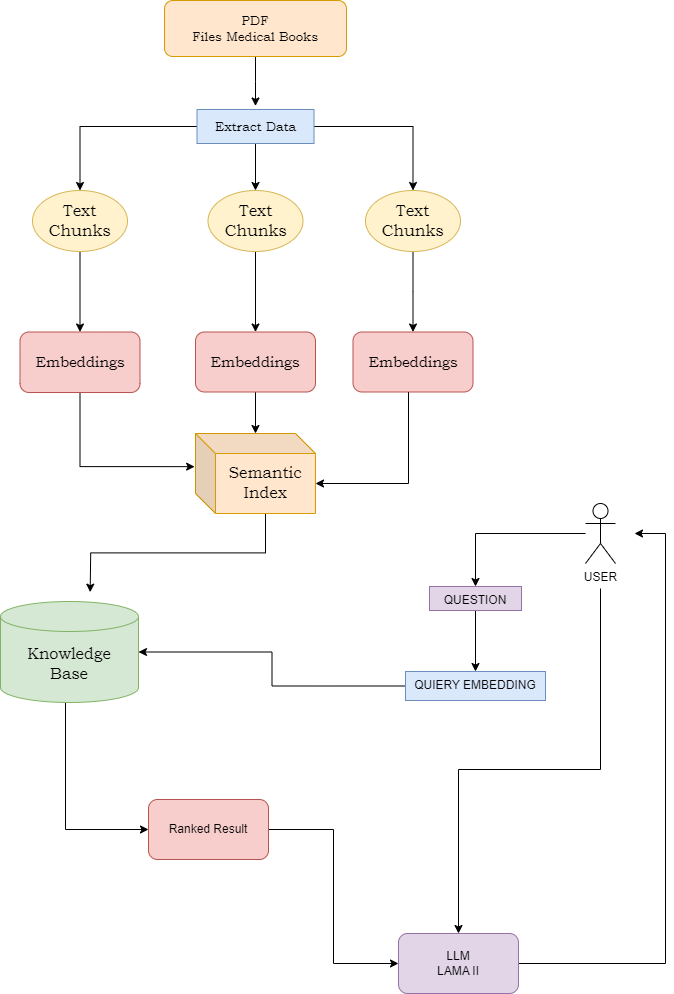 PDF
Files Medical Books
Extract Data
Text
Chunks
Text
Chunks
Text
Chunks
Embeddings
Embeddings
Embeddings
Semantic
Index
USER
QUESTION
Knowledge
Base
QUIERY EMBEDDING
Ranked Result
LLM
LAMA II